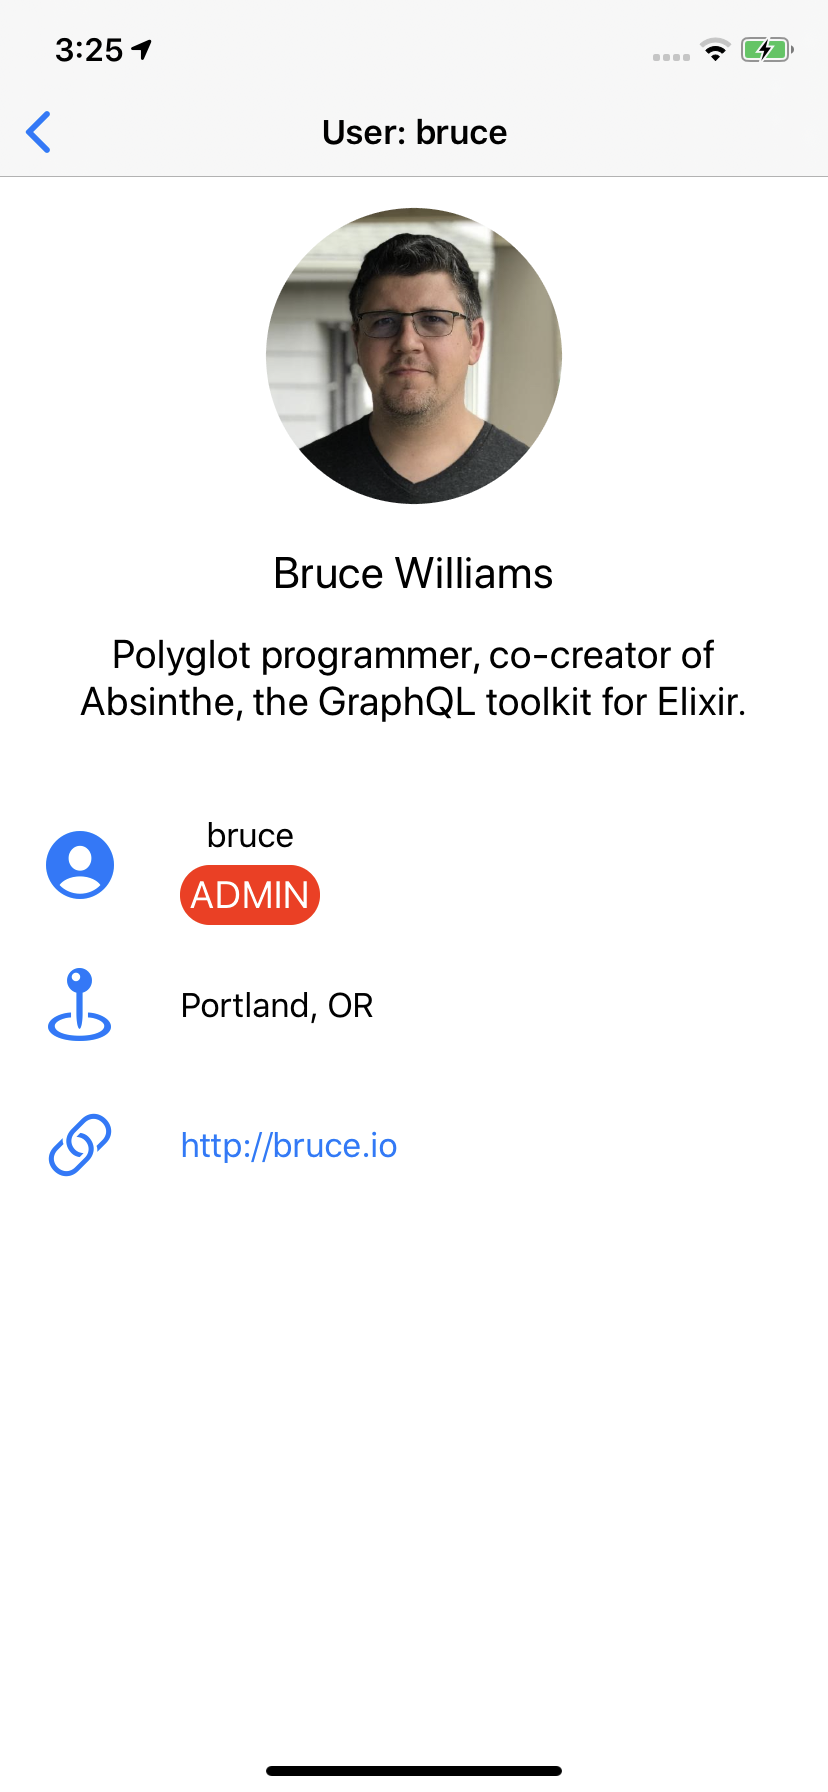 3:25
User: bruce
Bruce Williams
Polyglot programmer, co-creator of
Absinthe, the GraphQL toolkit for Elixir.
bruce
ADMIN
Portland, OR
http://bruce.io